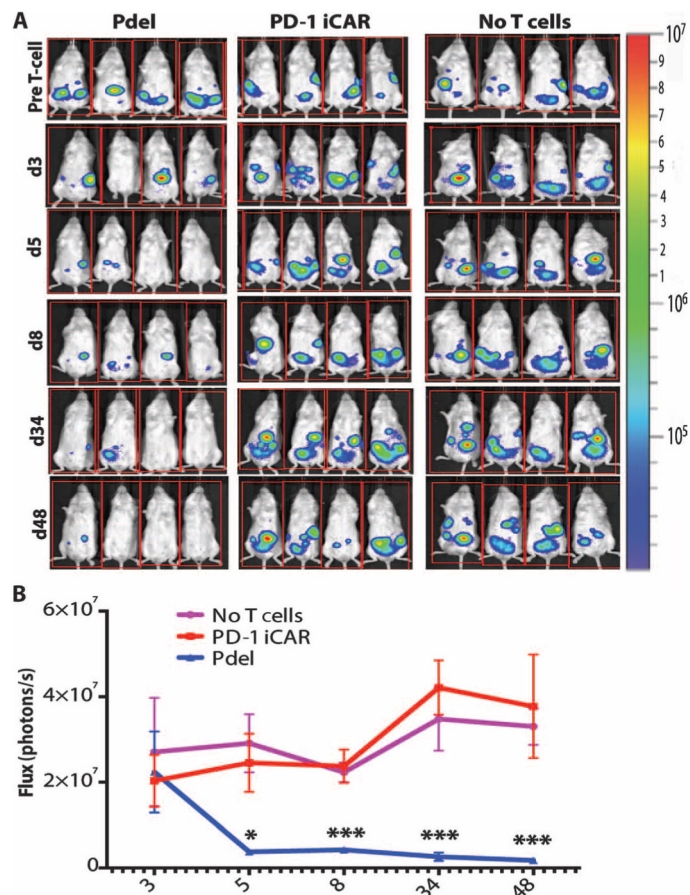 A
Pdel
PD-1 iCAR
No T cells
Pre T-cell
d3
d5
d8
d34
d48
10⁷
9
8
7
6
5
4
3
2
1
10⁶
10⁵
B
6×10⁷
4×10⁷
2×10⁷
0
Flux (photons/s)
No T cells
PD-1 iCAR
Pdel
*
***
***
***
3
5
8
34
48